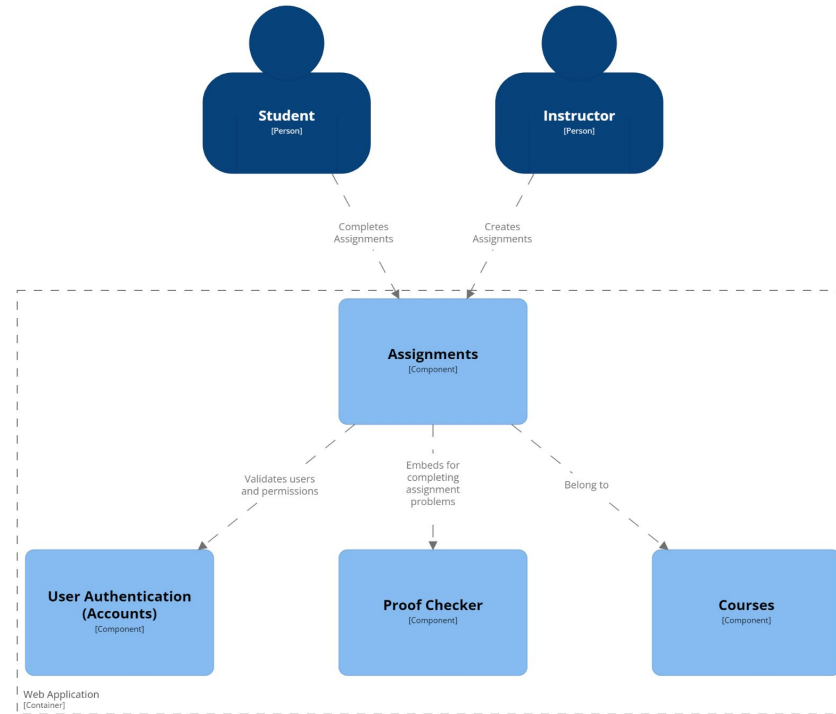 Student
[Person]
Instructor
[Person]
Completes
Assignments
Creates
Assignments
Assignments
[Component]
Validates users
and permissions
Embeds for
completing
assignment
problems
Belong to
User Authentication
(Accounts)
[Component]
Proof Checker
[Component]
Courses
[Component]
Web Application
[Container]